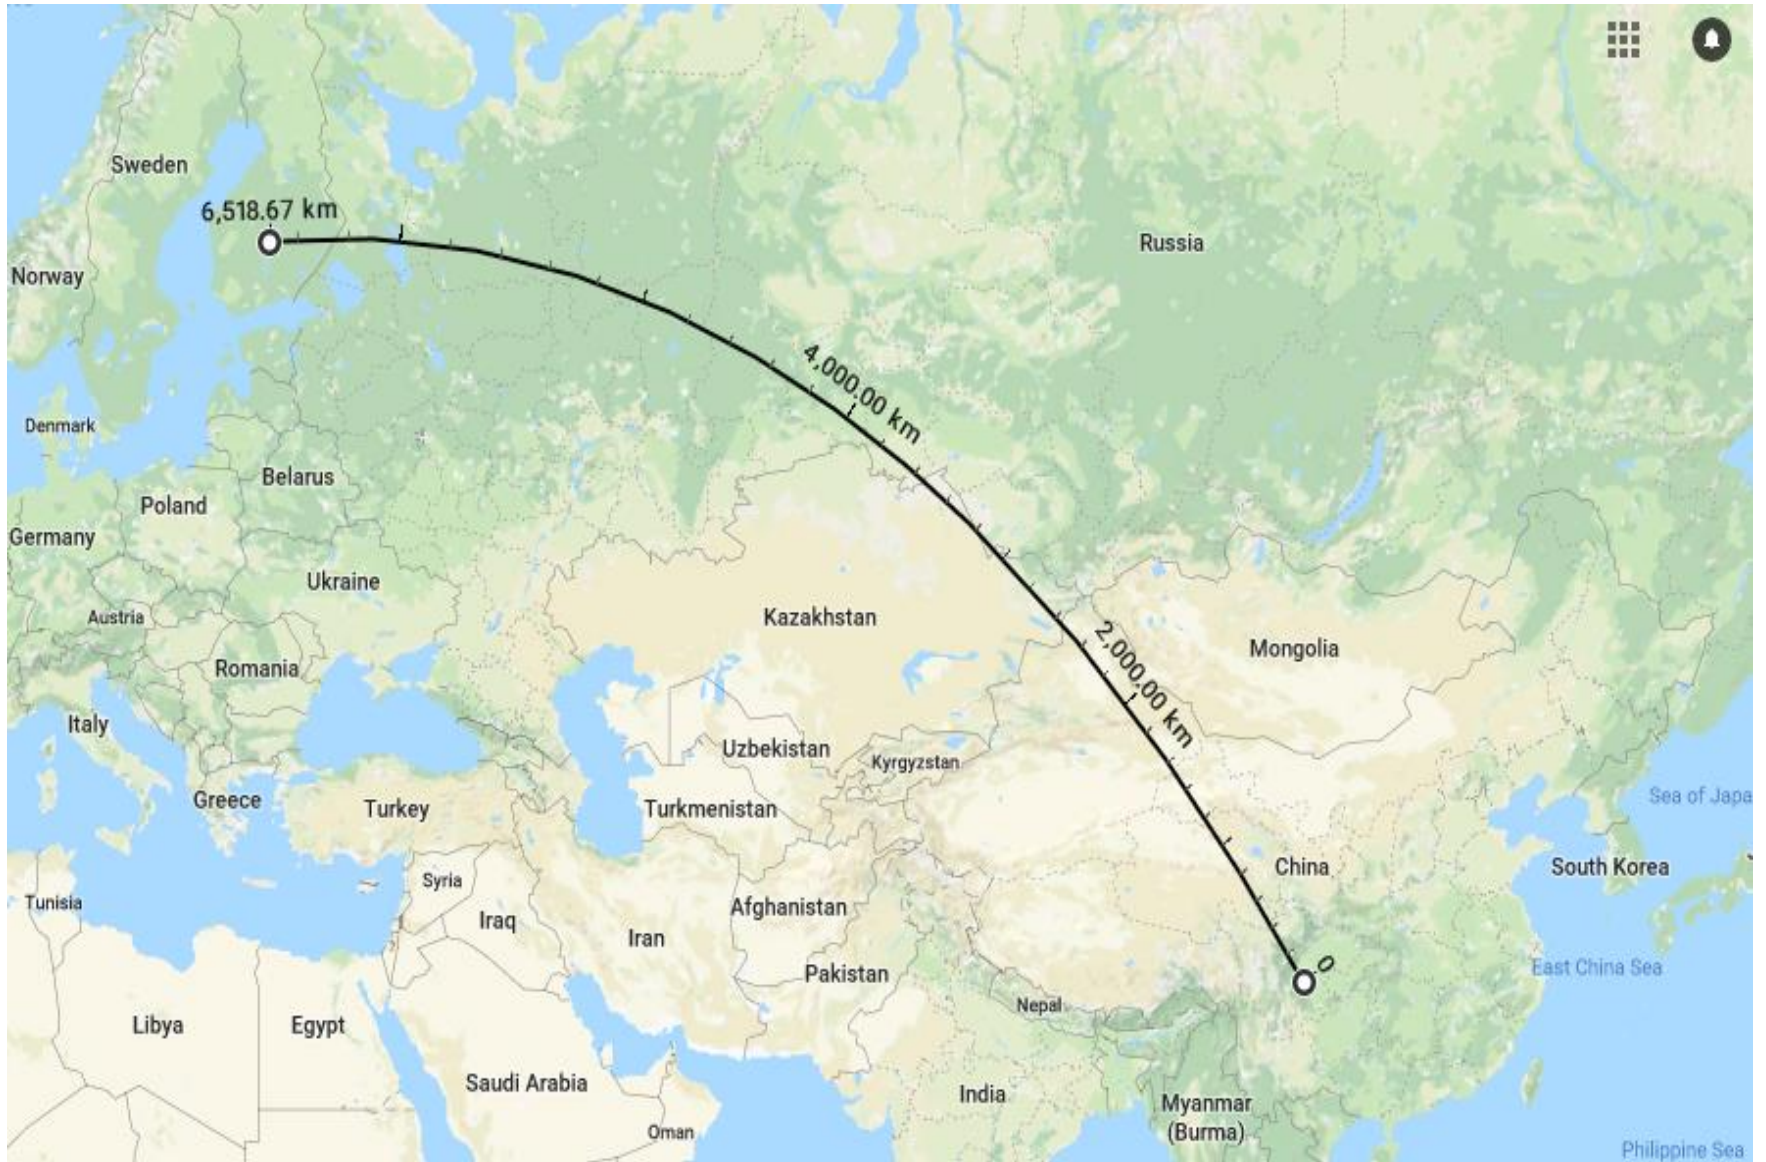 Sweden
6,518.67 km
Russia
Norway
4,000.00 km
Denmark
Belarus
Poland
Germany
Ukraine
Kazakhstan
Austria
2,000.00 km
Mongolia
Romania
Italy
Uzbekistan
Kyrgyzstan
Greece
Turkey
Turkmenistan
Sea of Japa
China
South Korea
Syria
Tunisia
Afghanistan
Iraq
Iran
0
East China Sea
Pakistan
Nepal
Libya
Egypt
Saudi Arabia
India
Myanmar
(Burma)
Oman
Philippine Sea